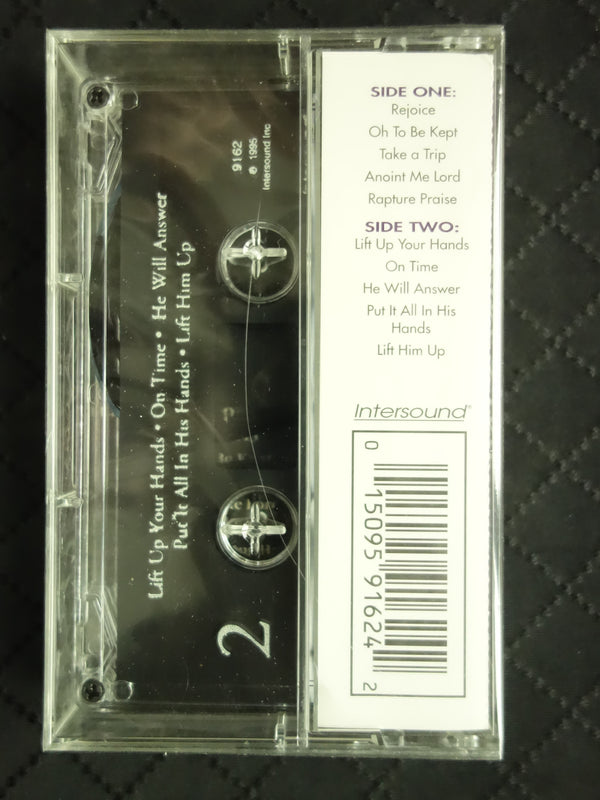 SIDE ONE:
Rejoice
Oh To Be Kept
Take a Trip
Anoint Me Lord
Rapture Praise
SIDE TWO:
Lift Up Your Hands
On Time
He Will Answer
Put It All In His
Hands
Lift Him Up
Intersound®
0 15095 91624 2
9162
℗ 1995
Intersound Inc
Lift Up Your Hands • On Time • He Will Answer
Put It All In His Hands • Lift Him Up
2